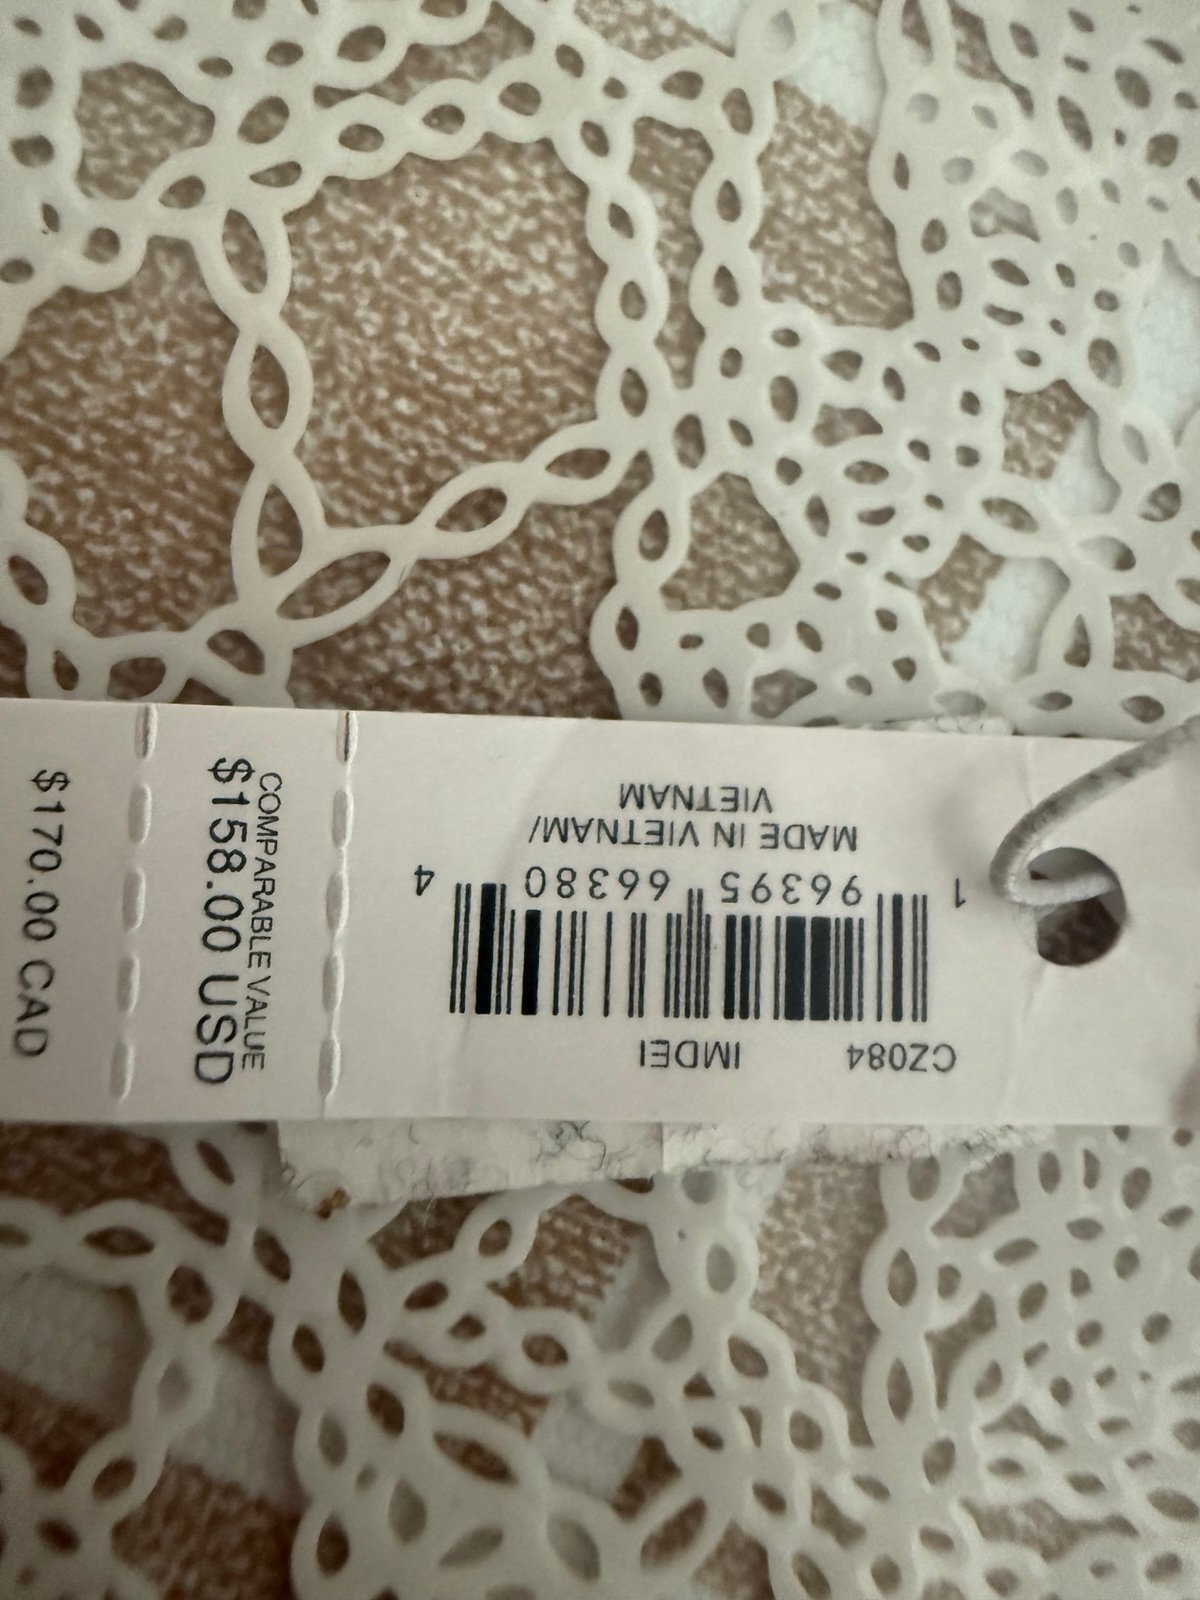 CZ084 IMDEI
1 96395 66380 4
MADE IN VIETNAM/
VIETNAM
COMPARABLE VALUE
$158.00 USD
$170.00 CAD